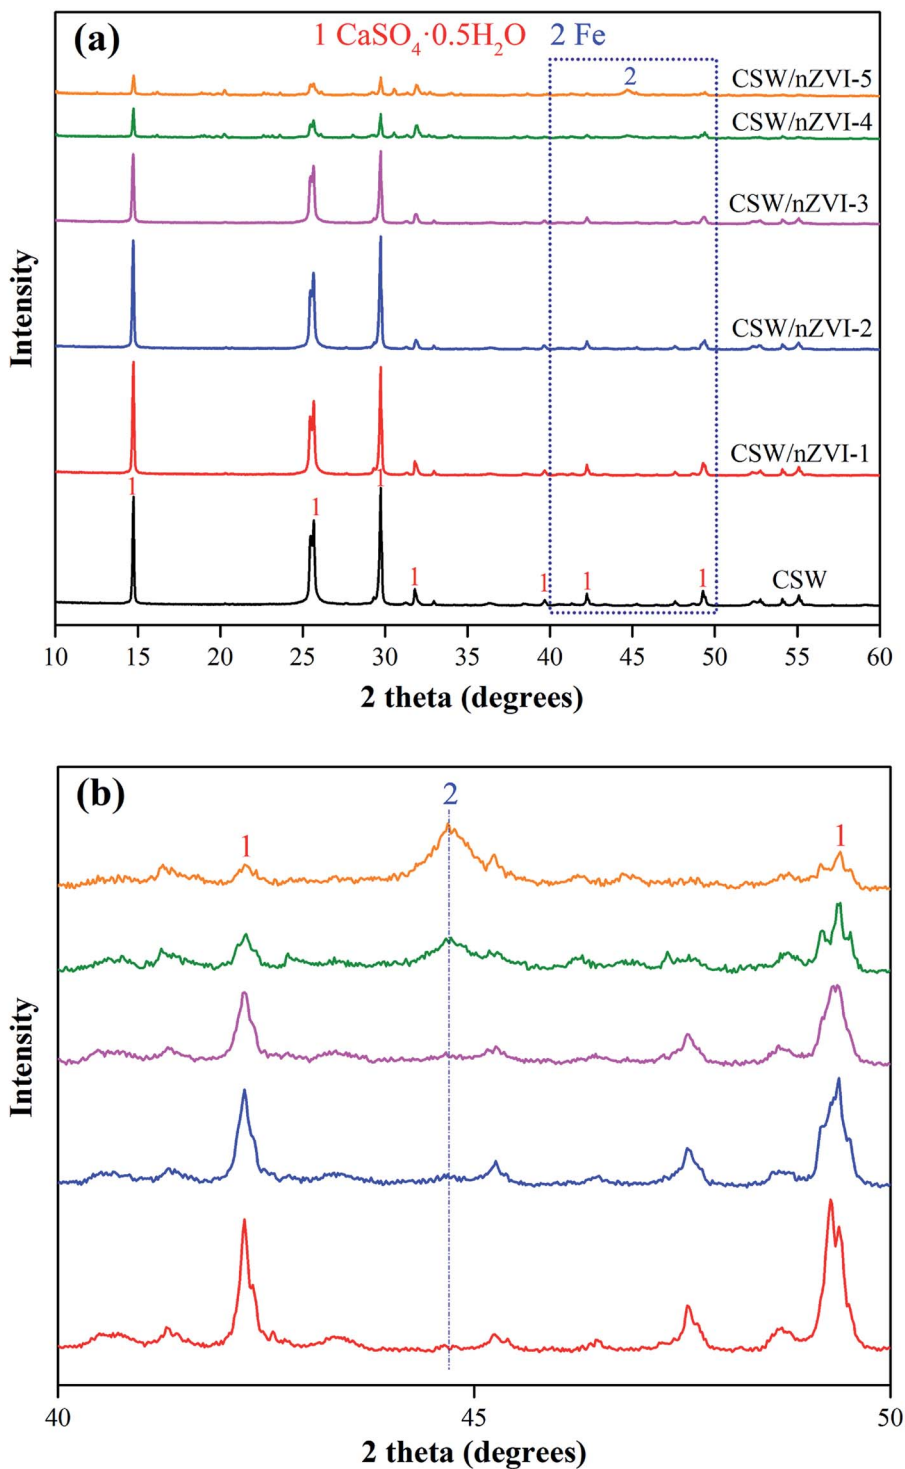 (a) 1 CaSO₄·0.5H₂O 2 Fe
2 CSW/nZVI-5
CSW/nZVI-4
CSW/nZVI-3
CSW/nZVI-2
CSW/nZVI-1
1 1 1
1 1 1 1 CSW
Intensity
10 15 20 25 30 35 40 45 50 55 60
2 theta (degrees)
(b) 2
1 1
Intensity
40 45 50
2 theta (degrees)